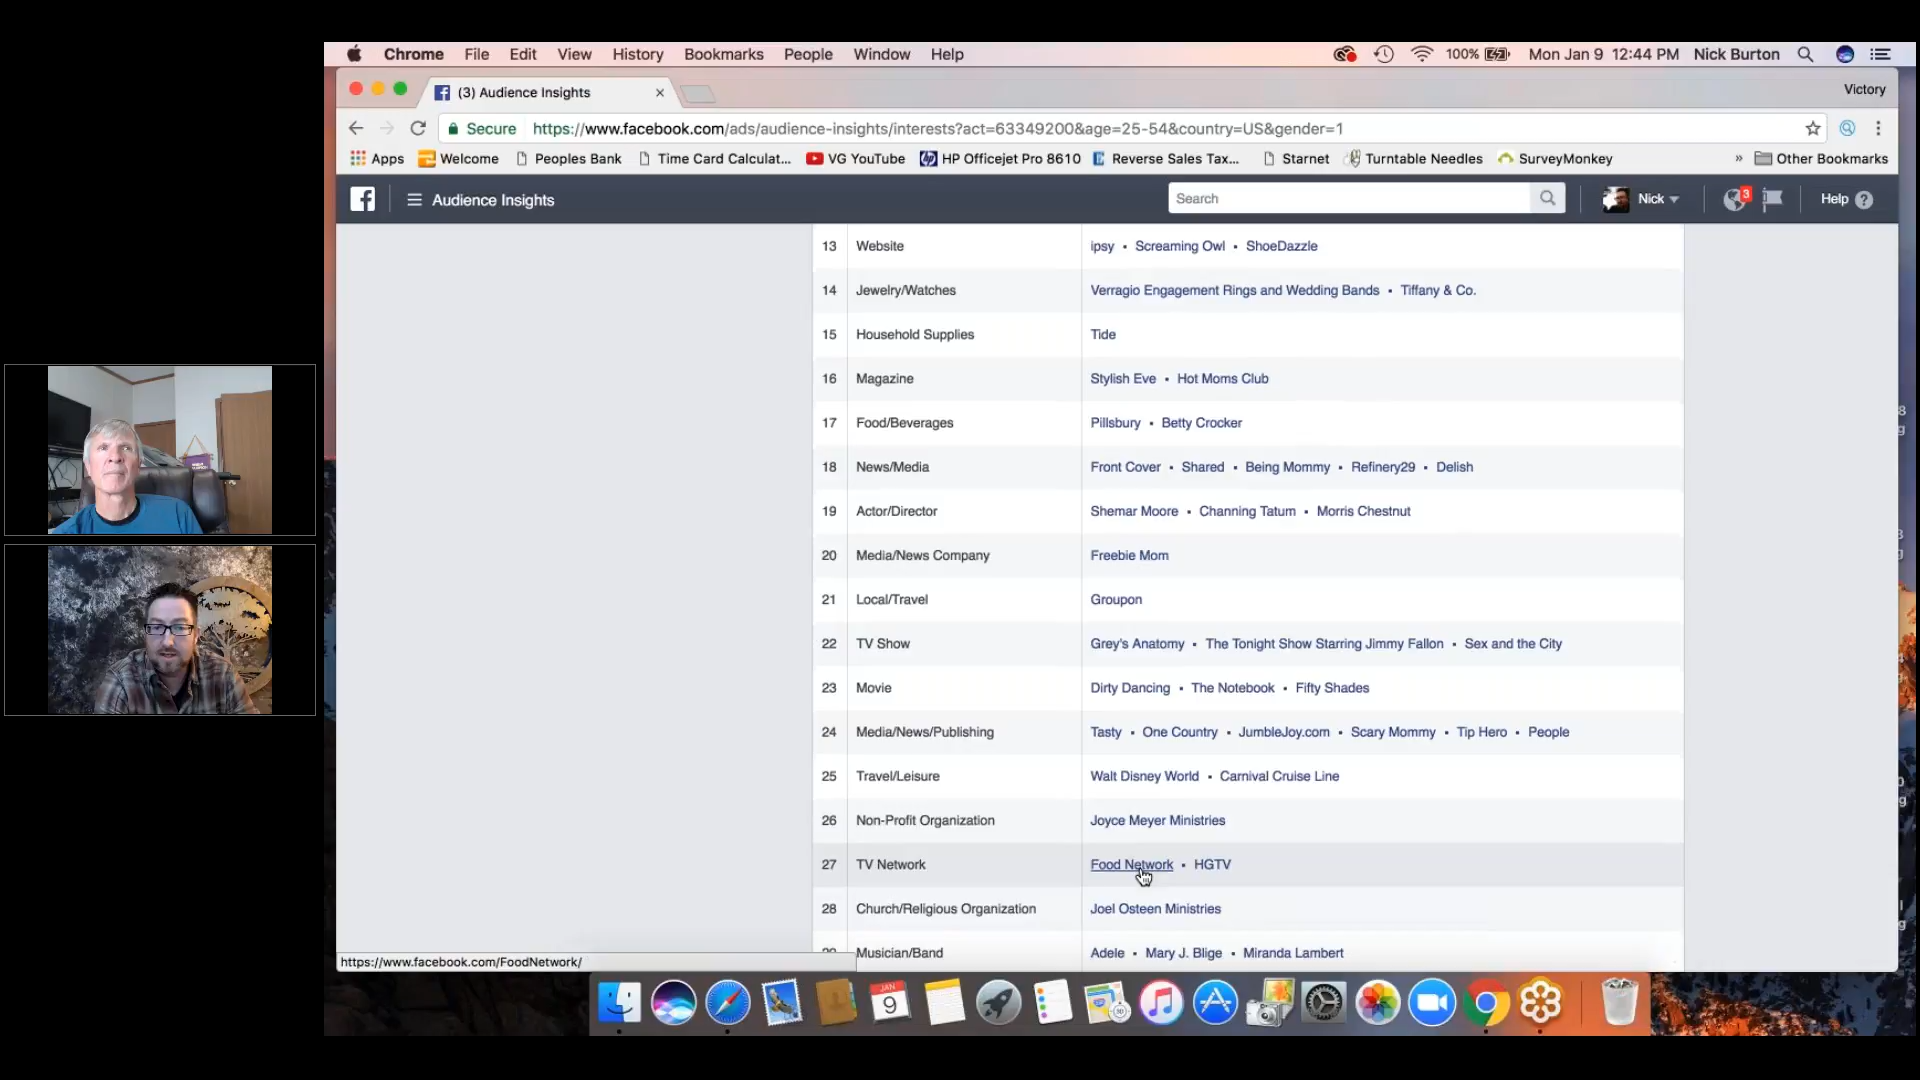 Chrome File Edit View History Bookmarks People Window Help 100% Mon Jan 9 12:44 PM Nick Burton
(3) Audience Insights Victory
Secure https://www.facebook.com/ads/audience-insights/interests?act=63349200&age=25-54&country=US&gender=1
Apps Welcome Peoples Bank Time Card Calculat... VG YouTube HP Officejet Pro 8610 Reverse Sales Tax... Starnet Turntable Needles SurveyMonkey » Other Bookmarks
Audience Insights Search Nick 3 Help ?
13 Website ipsy • Screaming Owl • ShoeDazzle
14 Jewelry/Watches Verragio Engagement Rings and Wedding Bands • Tiffany & Co.
15 Household Supplies Tide
16 Magazine Stylish Eve • Hot Moms Club
17 Food/Beverages Pillsbury • Betty Crocker
18 News/Media Front Cover • Shared • Being Mommy • Refinery29 • Delish
19 Actor/Director Shemar Moore • Channing Tatum • Morris Chestnut
20 Media/News Company Freebie Mom
21 Local/Travel Groupon
22 TV Show Grey's Anatomy • The Tonight Show Starring Jimmy Fallon • Sex and the City
23 Movie Dirty Dancing • The Notebook • Fifty Shades
24 Media/News/Publishing Tasty • One Country • JumbleJoy.com • Scary Mommy • Tip Hero • People
25 Travel/Leisure Walt Disney World • Carnival Cruise Line
26 Non-Profit Organization Joyce Meyer Ministries
27 TV Network Food Network • HGTV
28 Church/Religious Organization Joel Osteen Ministries
Musician/Band Adele • Mary J. Blige • Miranda Lambert
https://www.facebook.com/FoodNetwork/
JAN
9